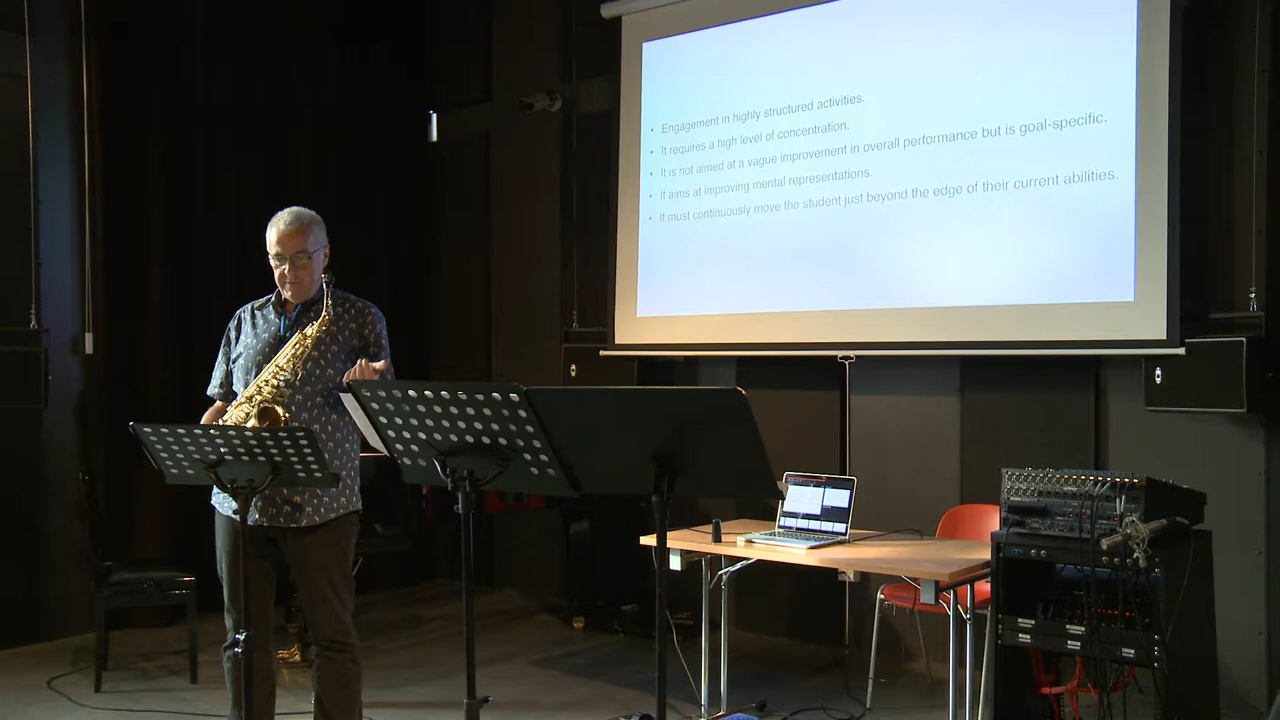 • Engagement in highly structured activities.
• It requires a high level of concentration.
• It is not aimed at a vague improvement in overall performance but is goal-specific.
• It aims at improving mental representations.
• It must continuously move the student just beyond the edge of their current abilities.